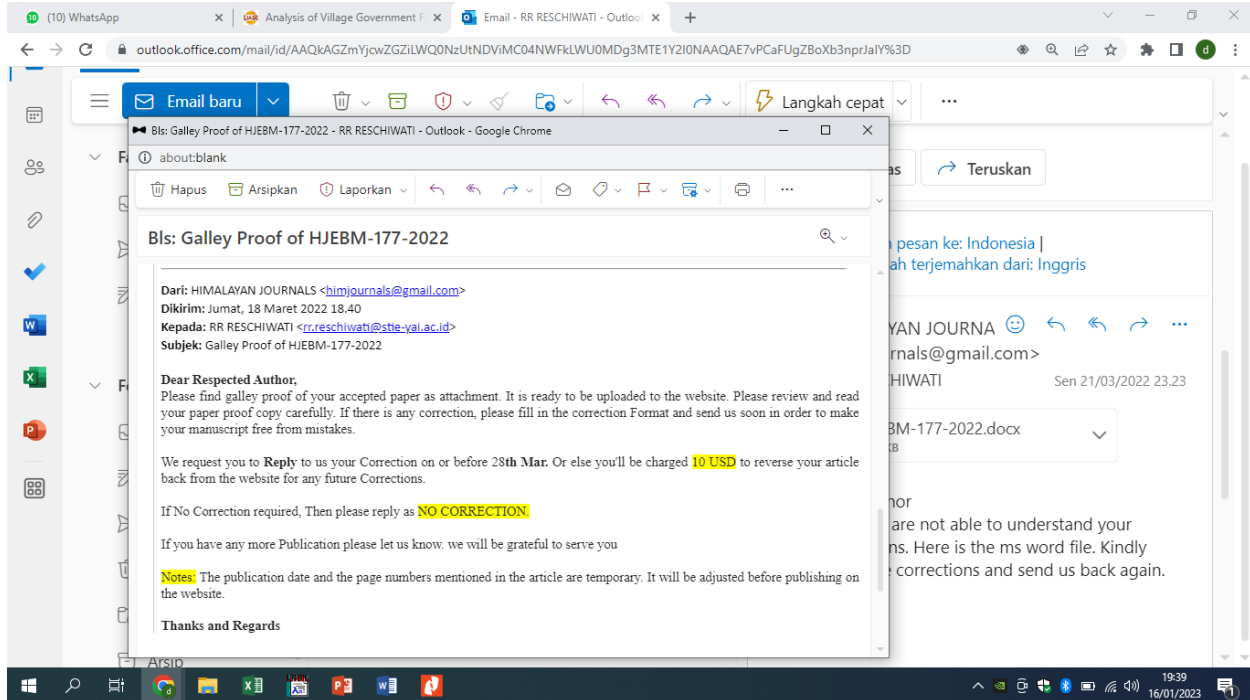 (10) WhatsApp
Analysis of Village Government F
Email - RR RESCHIWATI - Outloo
outlook.office.com/mail/id/AAQkAGZmYjcwZGZiLWQ0NzUtNDViMC04NWFkLWU0MDg3MTE1Y2I0NAAQAE7vPCaFUgZBoXb3nprJaIY%3D
d
Email baru
Langkah cepat
Bls: Galley Proof of HJEBM-177-2022 - RR RESCHIWATI - Outlook - Google Chrome
about:blank
Hapus
Arsipkan
Laporkan
Teruskan
Bls: Galley Proof of HJEBM-177-2022
Dari: HIMALAYAN JOURNALS <himjournals@gmail.com>
Dikirim: Jumat, 18 Maret 2022 18.40
Kepada: RR RESCHIWATI <rr.reschiwati@stie-yai.ac.id>
Subjek: Galley Proof of HJEBM-177-2022
Dear Respected Author,
Please find galley proof of your accepted paper as attachment. It is ready to be uploaded to the website. Please review and read
your paper proof copy carefully. If there is any correction, please fill in the correction Format and send us soon in order to make
your manuscript free from mistakes.
We request you to Reply to us your Correction on or before 28th Mar. Or else you'll be charged 10 USD to reverse your article
back from the website for any future Corrections.
If No Correction required, Then please reply as NO CORRECTION.
If you have any more Publication please let us know. we will be grateful to serve you
Notes: The publication date and the page numbers mentioned in the article are temporary. It will be adjusted before publishing on
the website.
Thanks and Regards
pesan ke: Indonesia |
ah terjemahkan dari: Inggris
YAN JOURNA
rnals@gmail.com>
CHIWATI
Sen 21/03/2022 23.23
BM-177-2022.docx
KB
hor
are not able to understand your
ns. Here is the ms word file. Kindly
corrections and send us back again.
Arsip
19:39
16/01/2023